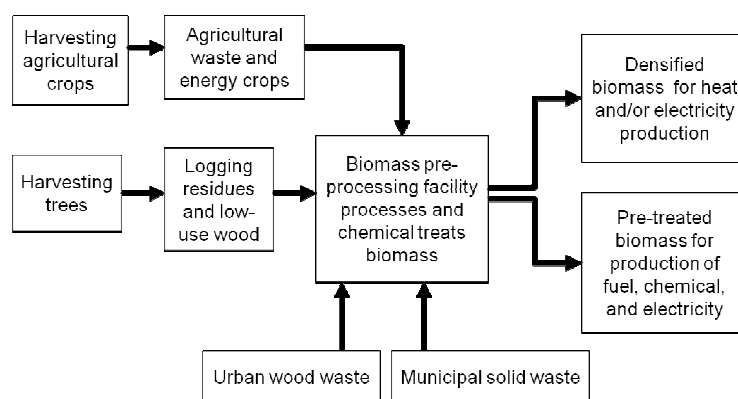 Harvesting
agricultural
crops
Agricultural
waste and
energy crops
Densified
biomass for heat
and/or electricity
production
Harvesting
trees
Logging
residues
and low-
use wood
Biomass pre-
processing facility
processes and
chemical treats
biomass
Pre-treated
biomass for
production of
fuel, chemical,
and electricity
Urban wood waste
Municipal solid waste